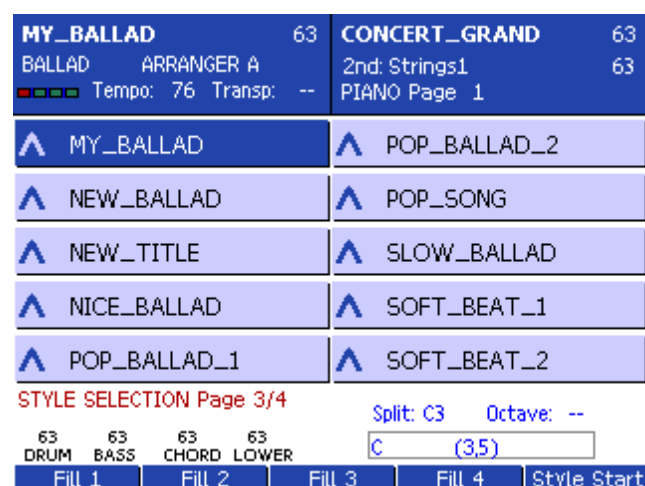 MY_BALLAD 63
BALLAD ARRANGER A
Tempo: 76 Transp: --
CONCERT_GRAND 63
2nd: Strings1 63
PIANO Page 1
MY_BALLAD
NEW_BALLAD
NEW_TITLE
NICE_BALLAD
POP_BALLAD_1
POP_BALLAD_2
POP_SONG
SLOW_BALLAD
SOFT_BEAT_1
SOFT_BEAT_2
STYLE SELECTION Page 3/4
63 63 63 63
DRUM BASS CHORD LOWER
Split: C3 Octave: --
C (3,5)
Fill 1 Fill 2 Fill 3 Fill 4 Style Start